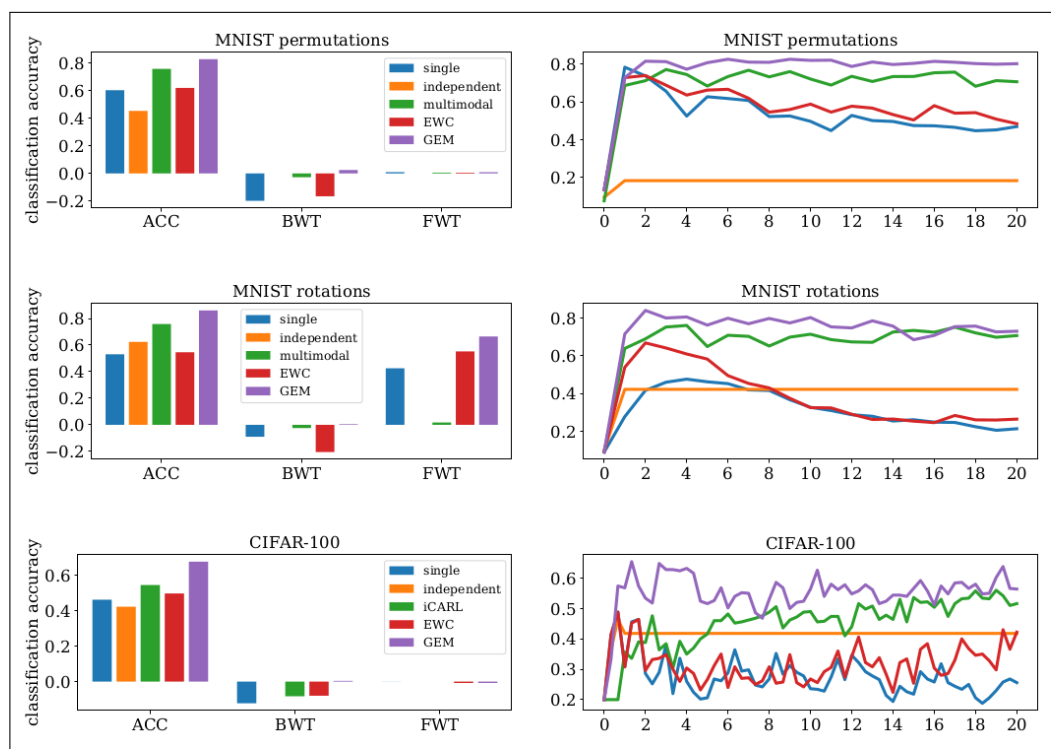 MNIST permutations
classification accuracy
0.8
0.6
0.4
0.2
0.0
−0.2
single
independent
multimodal
EWC
GEM
ACC BWT FWT
MNIST permutations
0.8
0.6
0.4
0.2
0 2 4 6 8 10 12 14 16 18 20
MNIST rotations
classification accuracy
0.8
0.6
0.4
0.2
0.0
−0.2
single
independent
multimodal
EWC
GEM
ACC BWT FWT
MNIST rotations
0.8
0.6
0.4
0.2
0 2 4 6 8 10 12 14 16 18 20
CIFAR-100
classification accuracy
0.6
0.4
0.2
0.0
single
independent
iCARL
EWC
GEM
ACC BWT FWT
CIFAR-100
0.6
0.5
0.4
0.3
0.2
0 2 4 6 8 10 12 14 16 18 20